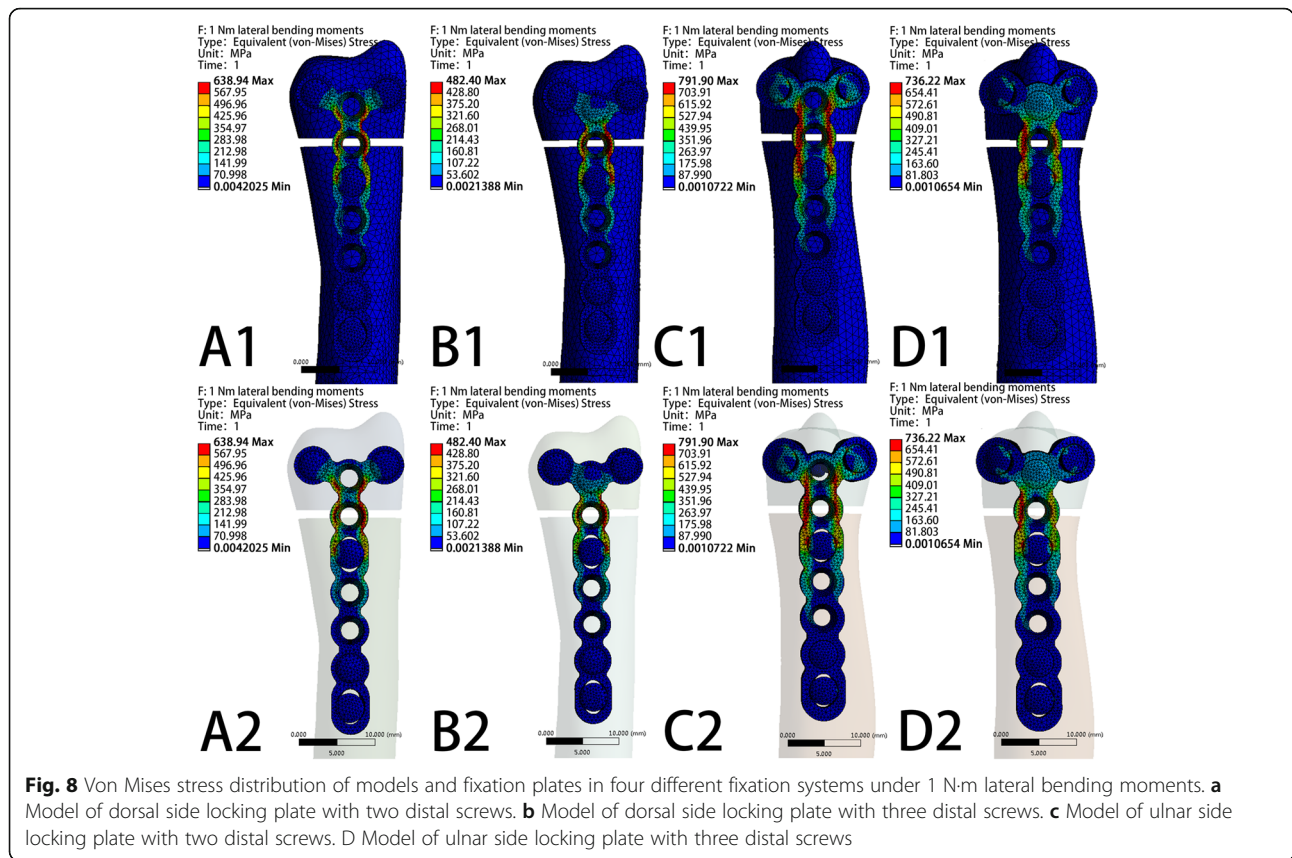 F: 1 Nm lateral bending moments
Type: Equivalent (von-Mises) Stress
Unit: MPa
Time: 1
638.94 Max
567.95
496.96
425.96
354.97
283.98
212.98
141.99
70.998
0.0042025 Min
A1
0.000
F: 1 Nm lateral bending moments
Type: Equivalent (von-Mises) Stress
Unit: MPa
Time: 1
482.40 Max
428.80
375.20
321.60
268.01
214.43
160.81
107.22
53.602
0.0021388 Min
B1
0.000
F: 1 Nm lateral bending moments
Type: Equivalent (von-Mises) Stress
Unit: MPa
Time: 1
791.90 Max
703.91
615.92
527.94
439.95
351.96
263.97
175.98
87.990
0.0010722 Min
C1
0.000
F: 1 Nm lateral bending moments
Type: Equivalent (von-Mises) Stress
Unit: MPa
Time: 1
736.22 Max
654.41
572.61
490.81
409.01
327.21
245.41
163.60
81.803
0.0010654 Min
D1
0.000
F: 1 Nm lateral bending moments
Type: Equivalent (von-Mises) Stress
Unit: MPa
Time: 1
638.94 Max
567.95
496.96
425.96
354.97
283.98
212.98
141.99
70.998
0.0042025 Min
A2
0.000 10.000 (mm)
5.000
F: 1 Nm lateral bending moments
Type: Equivalent (von-Mises) Stress
Unit: MPa
Time: 1
482.40 Max
428.80
375.20
321.60
268.01
214.43
160.81
107.22
53.602
0.0021388 Min
B2
0.000 10.000 (mm)
5.000
F: 1 Nm lateral bending moments
Type: Equivalent (von-Mises) Stress
Unit: MPa
Time: 1
791.90 Max
703.91
615.92
527.94
439.95
351.96
263.97
175.98
87.990
0.0010722 Min
C2
0.000 10.000 (mm)
5.000
F: 1 Nm lateral bending moments
Type: Equivalent (von-Mises) Stress
Unit: MPa
Time: 1
736.22 Max
654.41
572.61
490.81
409.01
327.21
245.41
163.60
81.803
0.0010654 Min
D2
0.000 10.000 (mm)
5.000
Fig. 8 Von Mises stress distribution of models and fixation plates in four different fixation systems under 1 N·m lateral bending moments. a
Model of dorsal side locking plate with two distal screws. b Model of dorsal side locking plate with three distal screws. c Model of ulnar side
locking plate with two distal screws. D Model of ulnar side locking plate with three distal screws